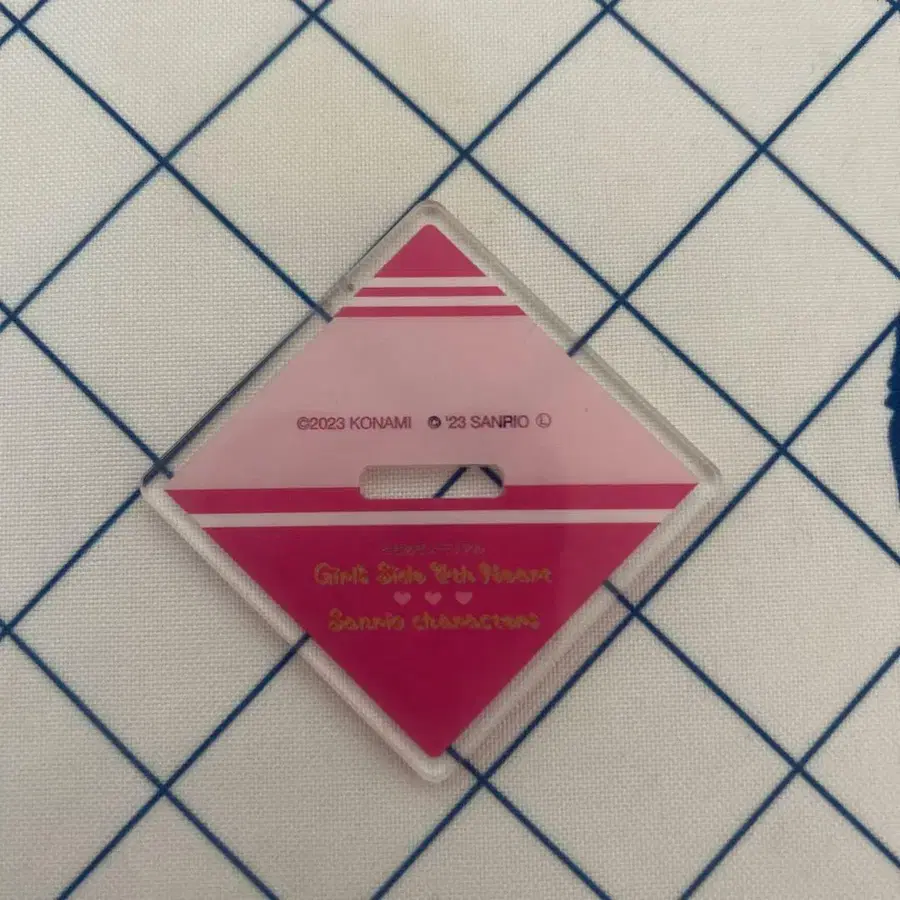 ©2023 KONAMI © '23 SANRIO Ⓛ
Girl's Side 4th Heart
Sanrio characters